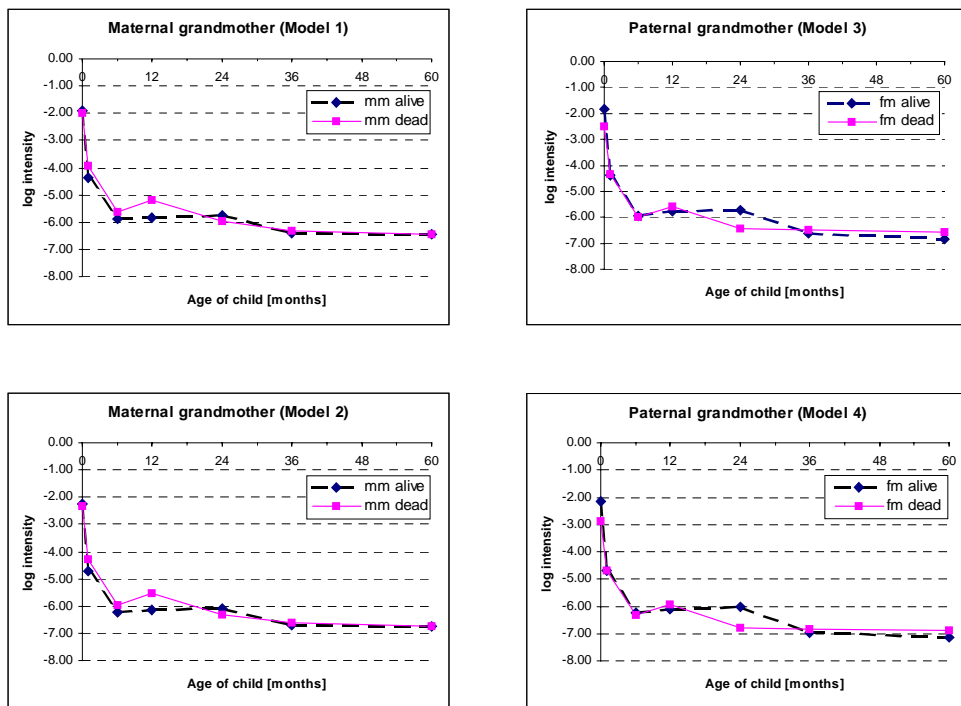 Maternal grandmother (Model 1)
0.00
-1.00
-2.00
-3.00
-4.00
-5.00
-6.00
-7.00
-8.00
0 12 24 36 48 60
mm alive
mm dead
log intensity
Age of child [months]
Paternal grandmother (Model 3)
0.00
-1.00
-2.00
-3.00
-4.00
-5.00
-6.00
-7.00
-8.00
0 12 24 36 48 60
fm alive
fm dead
log intensity
Age of child [months]
Maternal grandmother (Model 2)
0.00
-1.00
-2.00
-3.00
-4.00
-5.00
-6.00
-7.00
-8.00
0 12 24 36 48 60
mm alive
mm dead
log intensity
Age of child [months]
Paternal grandmother (Model 4)
0.00
-1.00
-2.00
-3.00
-4.00
-5.00
-6.00
-7.00
-8.00
0 12 24 36 48 60
fm alive
fm dead
log intensity
Age of child [months]